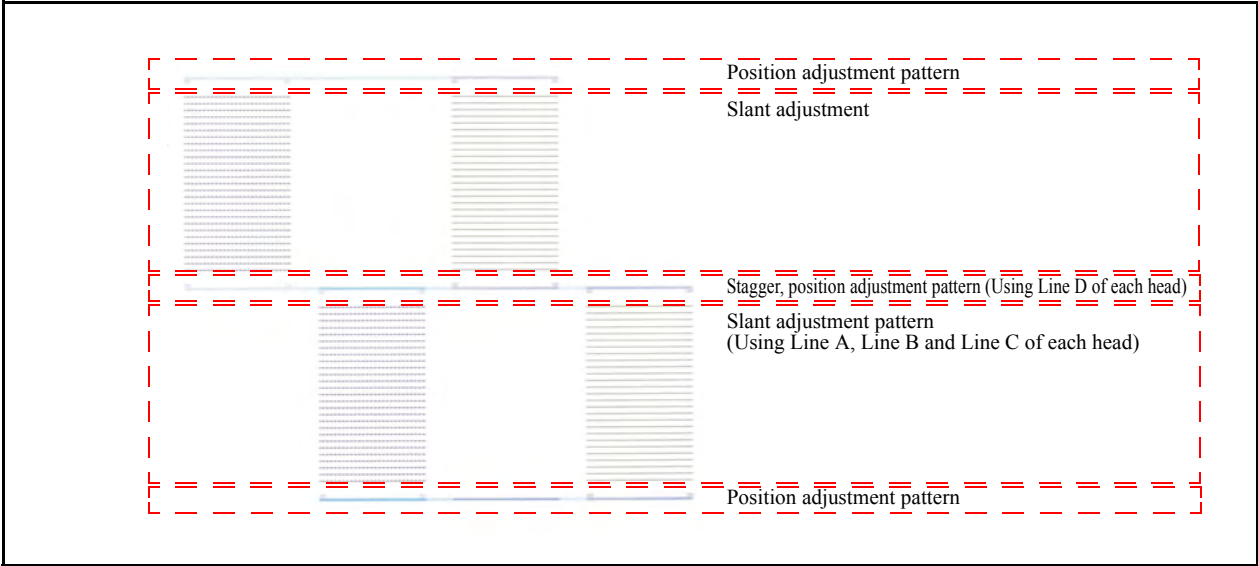 Position adjustment pattern
Slant adjustment
Stagger, position adjustment pattern (Using Line D of each head)
Slant adjustment pattern
(Using Line A, Line B and Line C of each head)
Position adjustment pattern